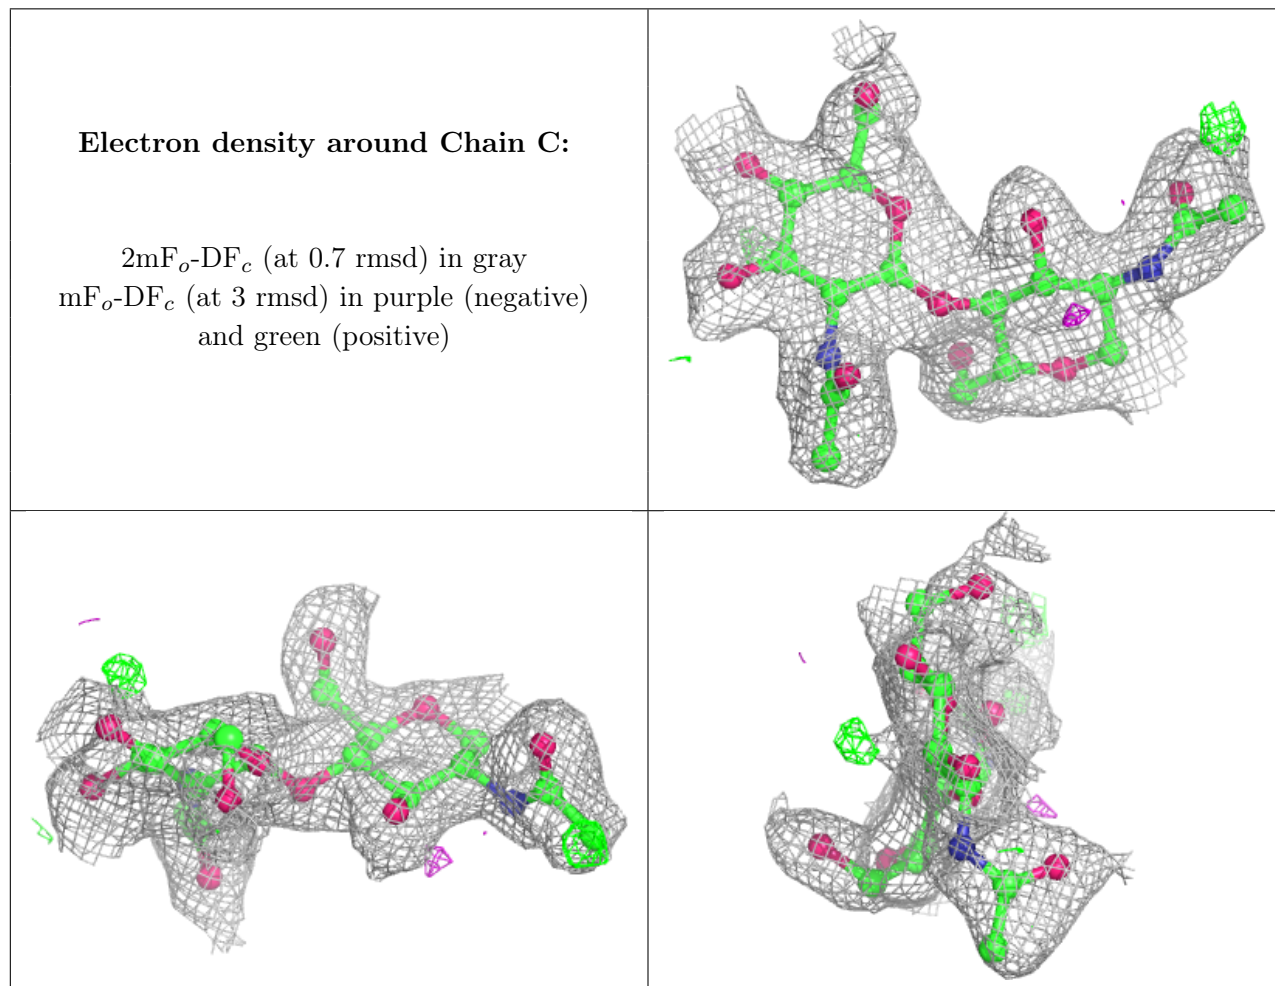 Electron density around Chain C:
2mFo-DFc (at 0.7 rmsd) in gray
mFo-DFc (at 3 rmsd) in purple (negative)
and green (positive)